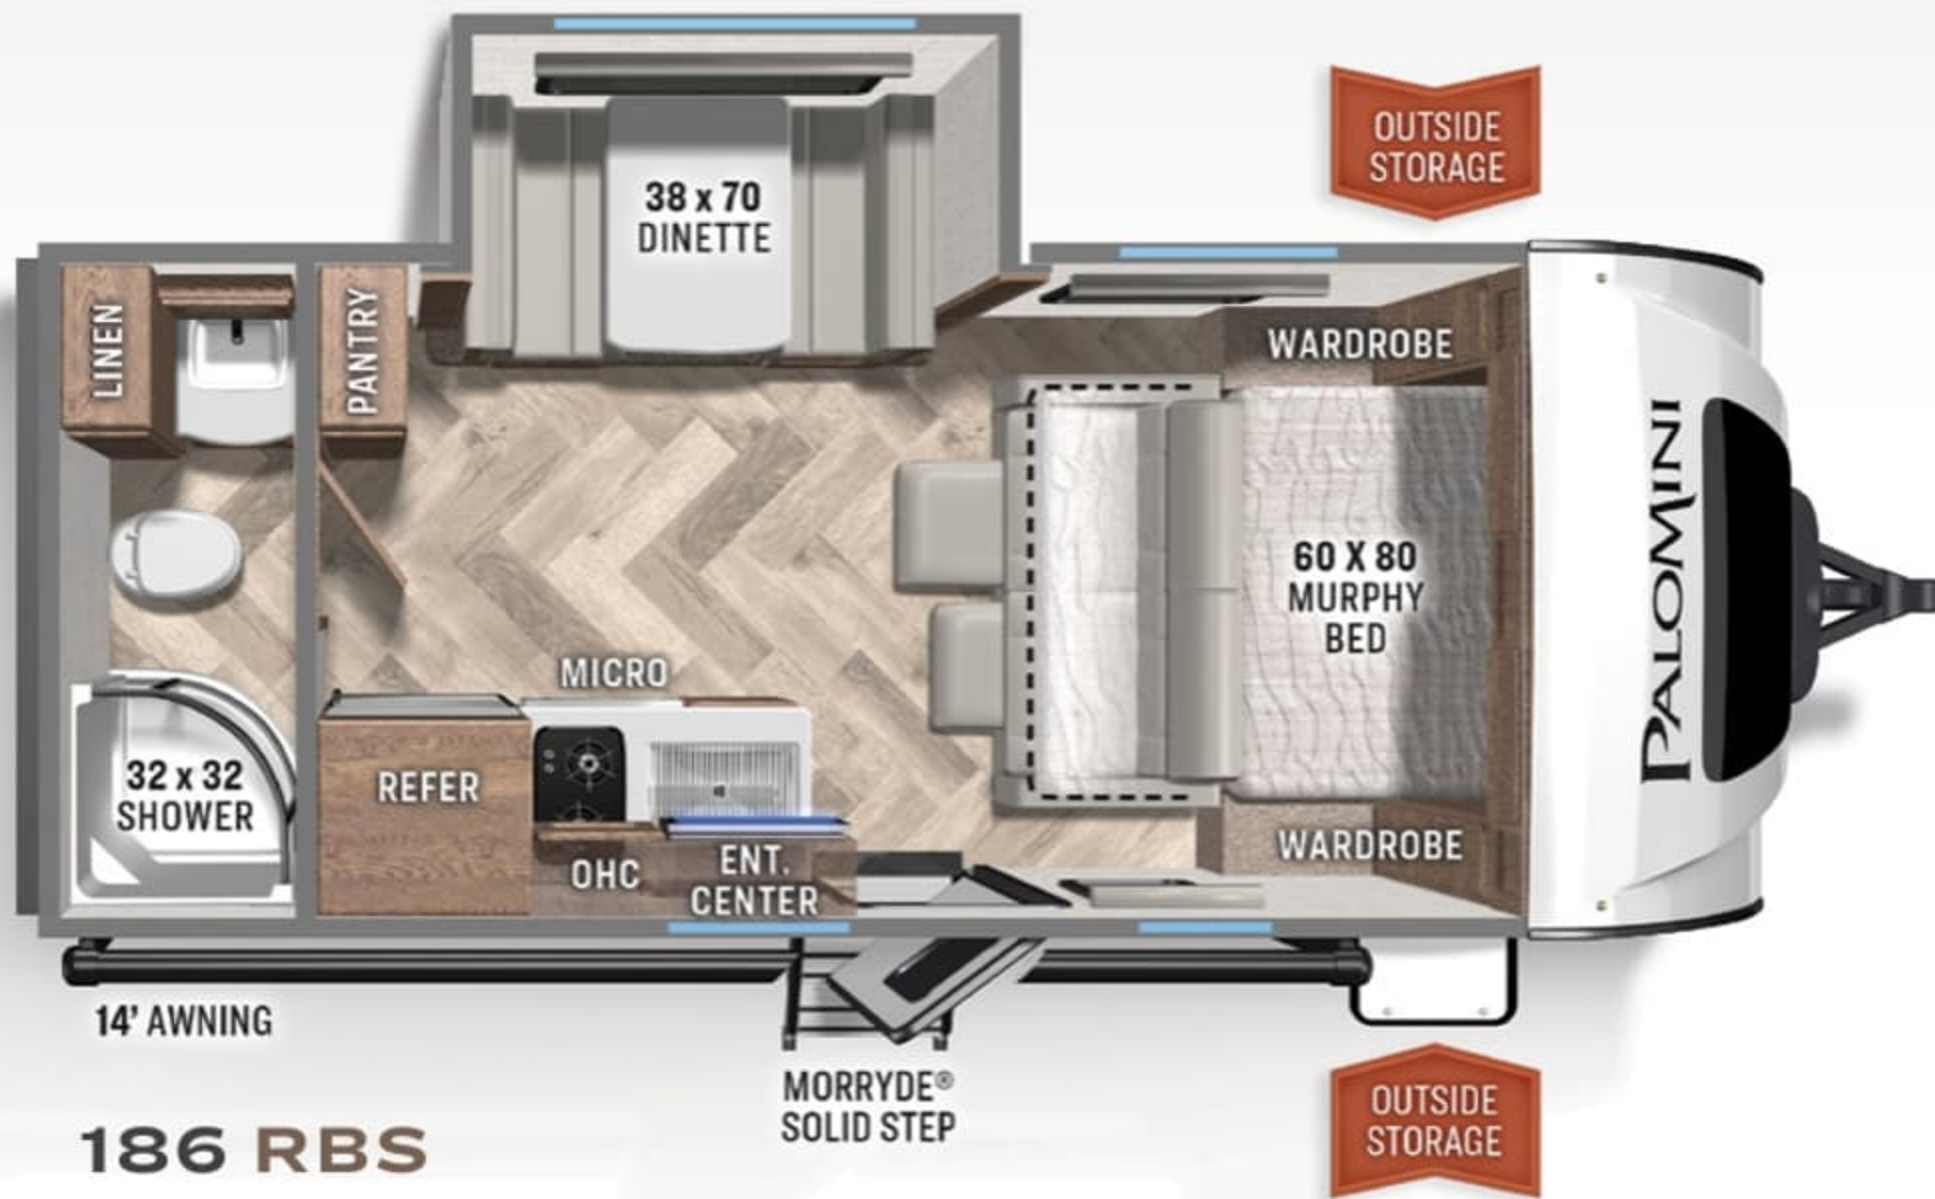 OUTSIDE
STORAGE
38 x 70
DINETTE
LINEN
PANTRY
WARDROBE
60 X 80
MURPHY
BED
PALOMINI
MICRO
32 x 32
SHOWER
REFER
OHC
ENT.
CENTER
WARDROBE
14' AWNING
MORRYDE®
SOLID STEP
OUTSIDE
STORAGE
186 RBS